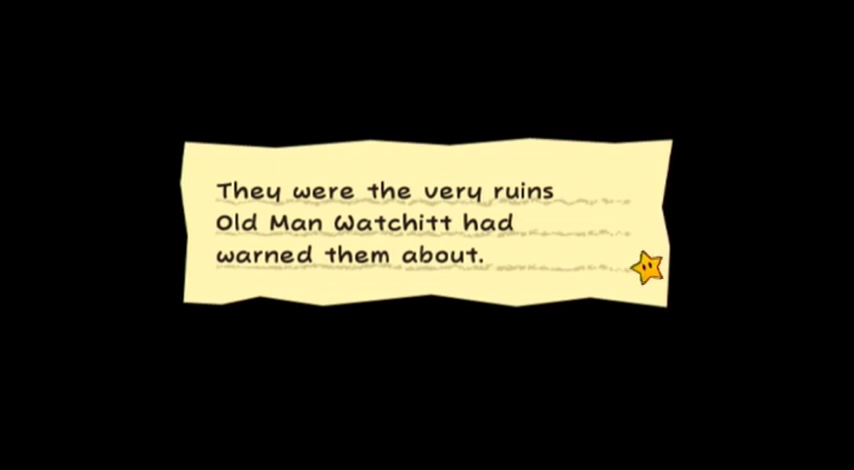 They were the very ruins
Old Man Watchitt had
warned them about.